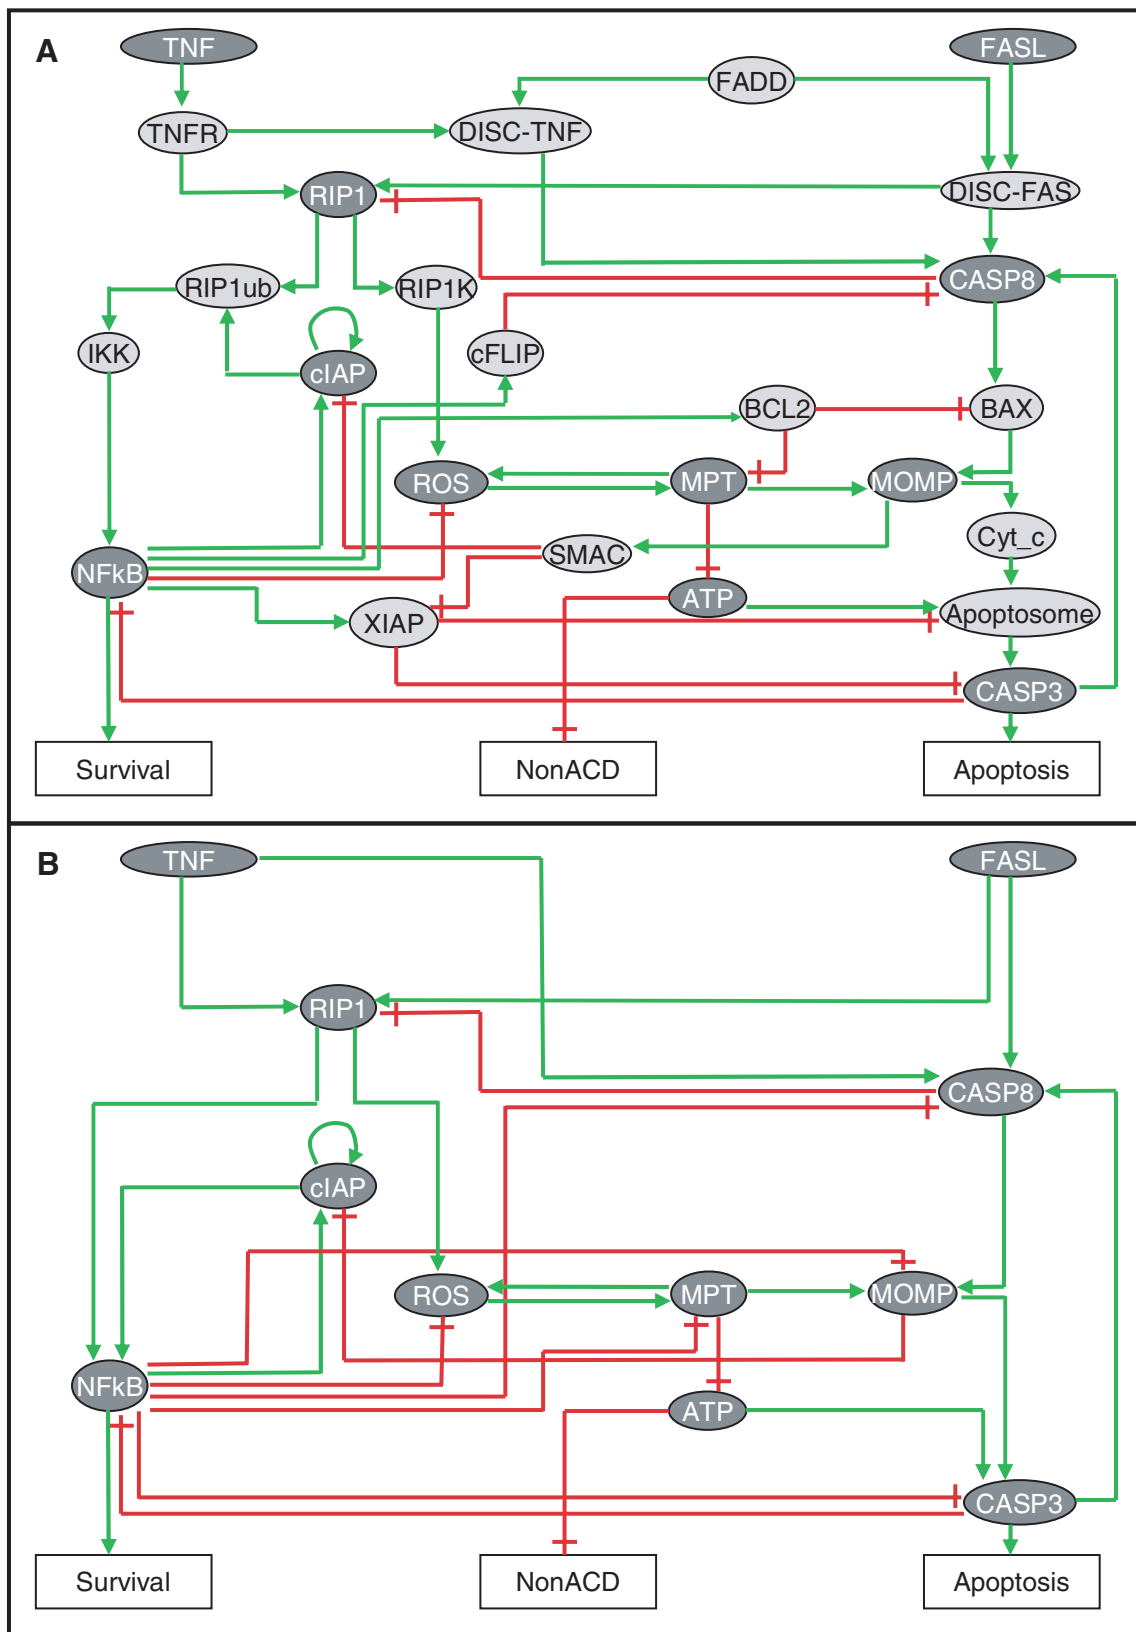 A
TNF
FASL
FADD
TNFR
DISC-TNF
RIP1
DISC-FAS
RIP1ub
RIP1K
CASP8
IKK
cIAP
cFLIP
BCL2
BAX
ROS
MPT
MOMP
Cyt_c
SMAC
NFkB
ATP
XIAP
Apoptosome
CASP3
Survival
NonACD
Apoptosis
B
TNF
FASL
RIP1
CASP8
cIAP
ROS
MPT
MOMP
NFkB
ATP
CASP3
Survival
NonACD
Apoptosis